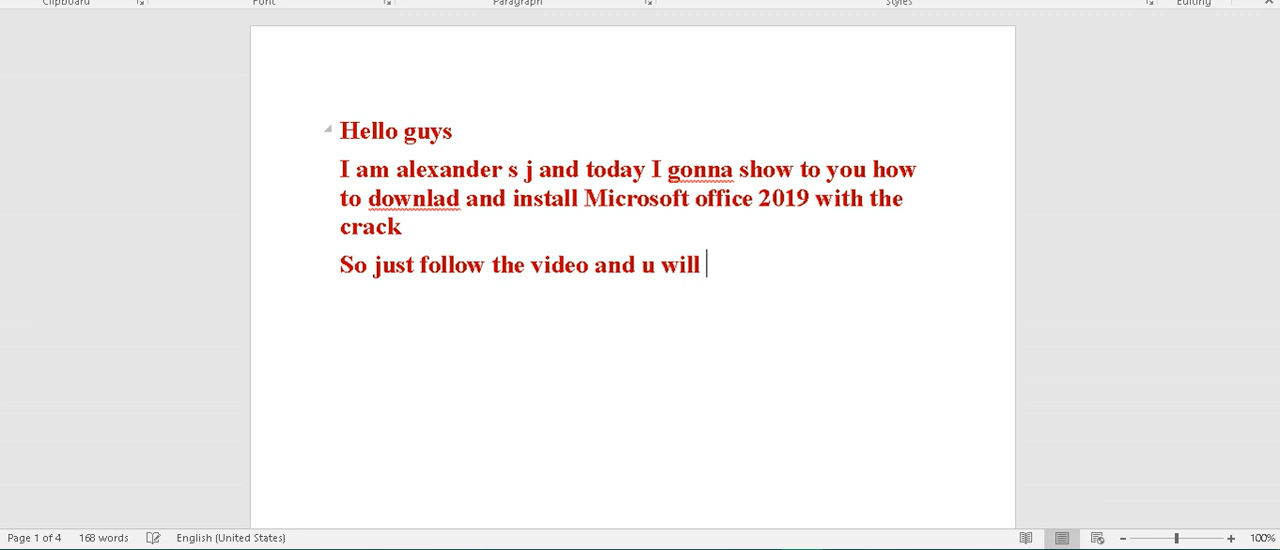 Clipboard Font Paragraph Styles Editing
Hello guys
I am alexander s j and today I gonna show to you how
to downlad and install Microsoft office 2019 with the
crack
So just follow the video and u will
Page 1 of 4 168 words English (United States) 100%